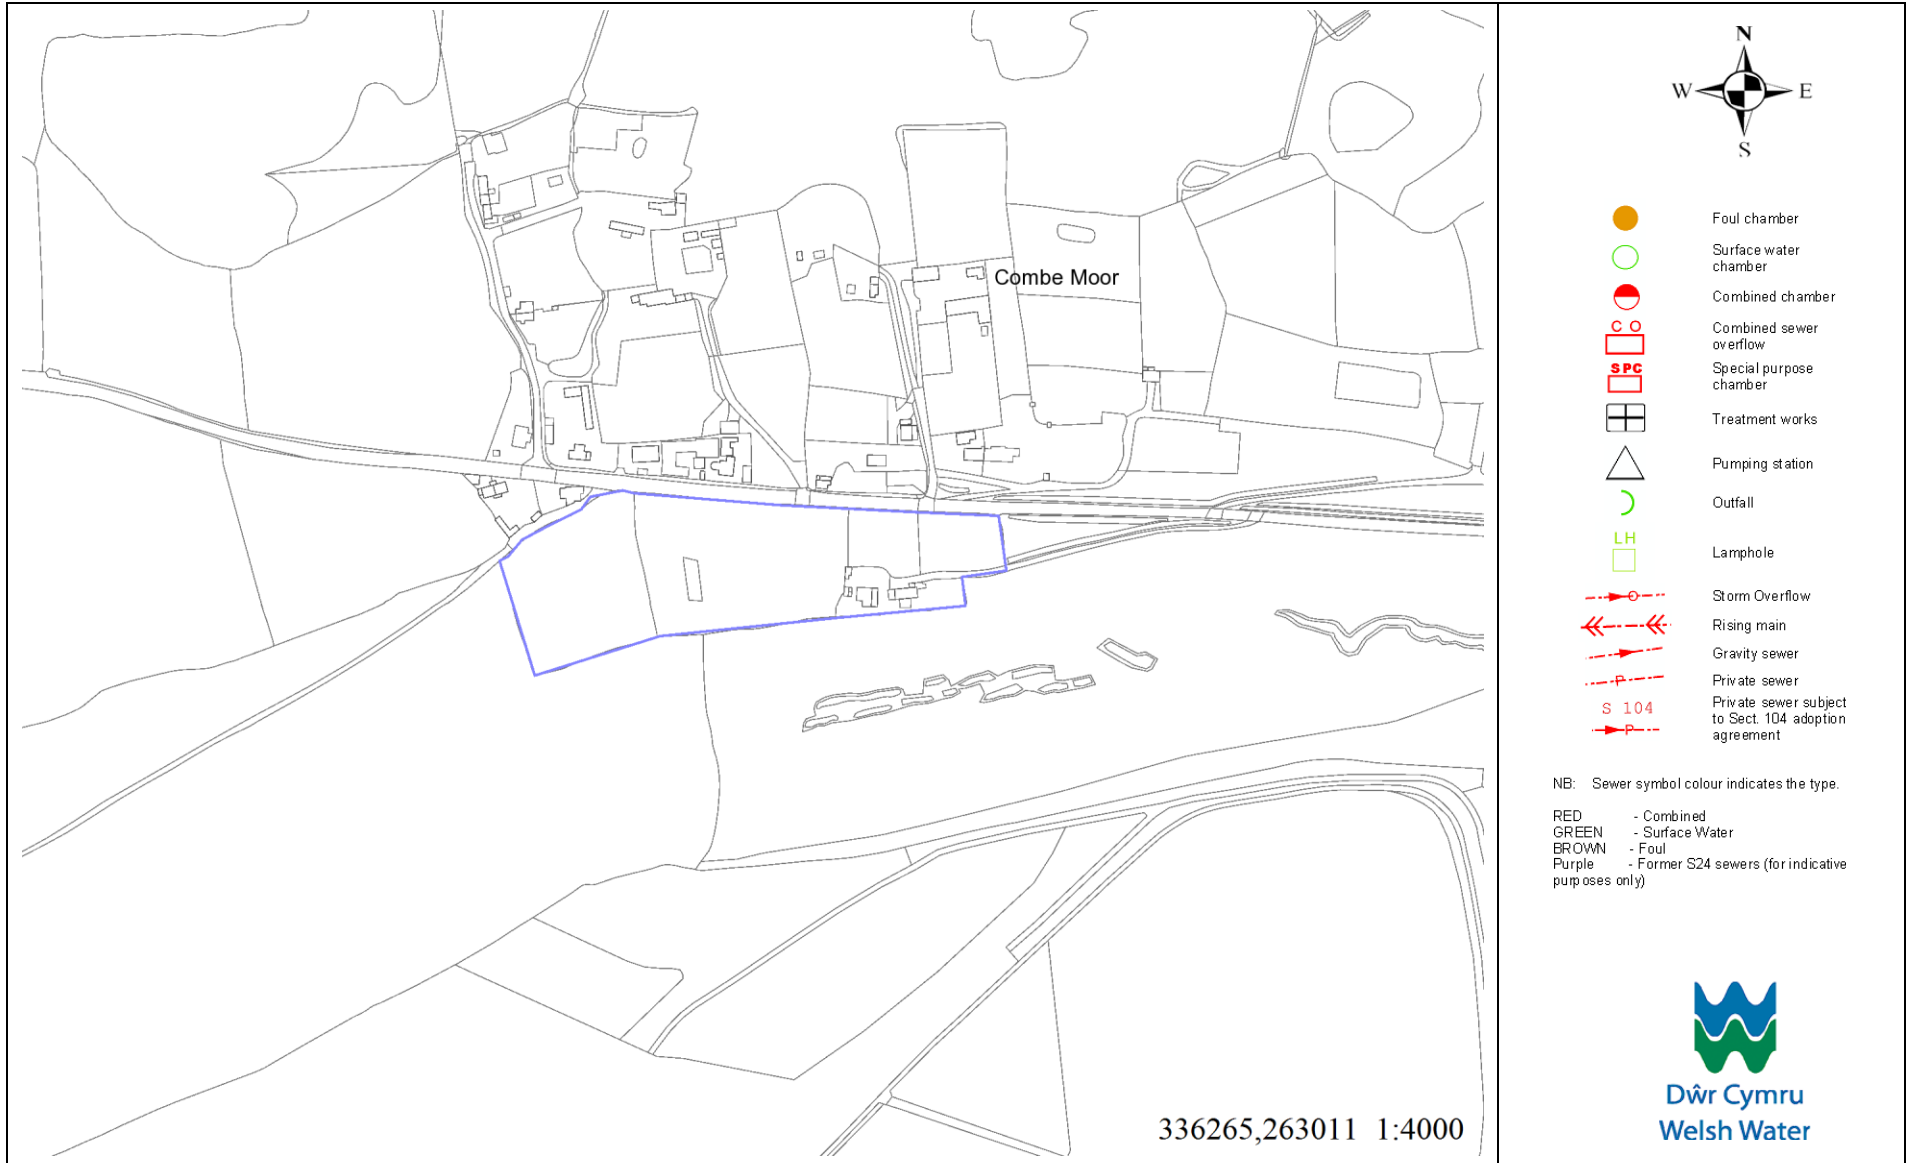 Combe Moor
336265,263011 1:4000
N
W
E
S
Foul chamber
Surface water
chamber
Combined chamber
C O
Combined sewer
overflow
SPC
Special purpose
chamber
Treatment works
Pumping station
Outfall
LH
Lamphole
Storm Overflow
Rising main
Gravity sewer
P
Private sewer
S 104
P
Private sewer subject
to Sect. 104 adoption
agreement
NB: Sewer symbol colour indicates the type.
RED - Combined
GREEN - Surface Water
BROWN - Foul
Purple - Former S24 sewers (for indicative
purposes only)
Dŵr Cymru
Welsh Water